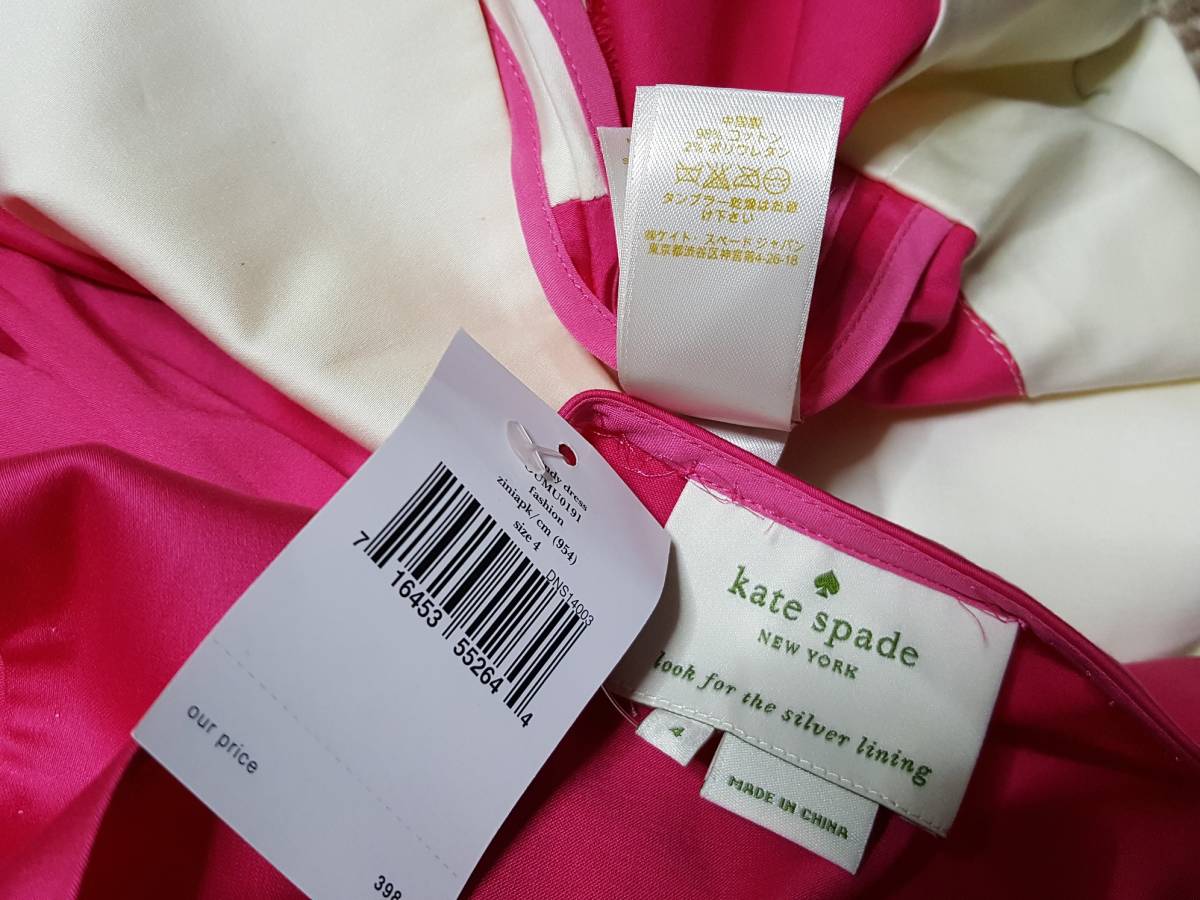 中国製
98% コットン
2% ポリウレタン
タンブラー乾燥はお避
け下さい
㈱ケイト・スペード ジャパン
東京都渋谷区神宮前4-26-18
dress
MU0191
fashion
ziniapk/cm (954)
size 4
DNS14003
7 16453 55264 4
our price
398
kate spade
NEW YORK
look for the silver lining
4
MADE IN CHINA